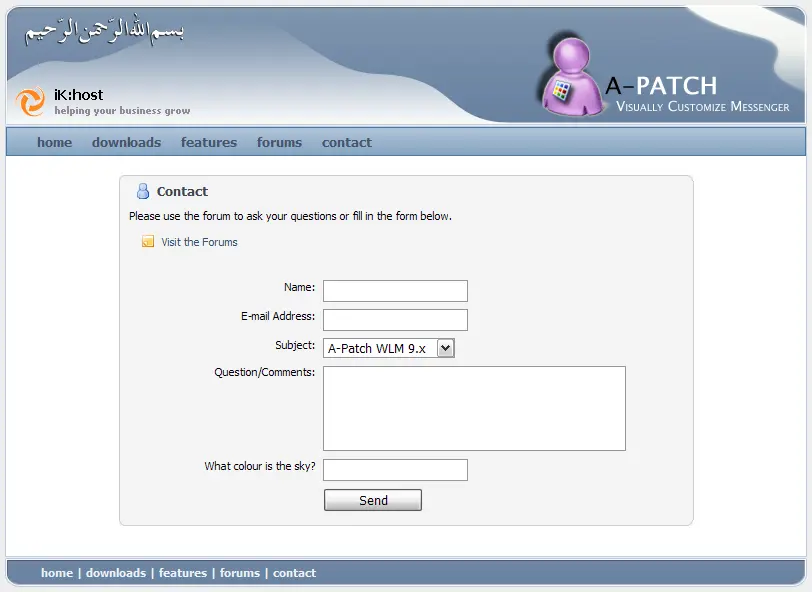 بسم الله الرحمن الرحيم
iK:host
helping your business grow
A-PATCH
VISUALLY CUSTOMIZE MESSENGER
home downloads features forums contact
Contact
Please use the forum to ask your questions or fill in the form below.
Visit the Forums
Name:
E-mail Address:
Subject: A-Patch WLM 9.x
Question/Comments:
What colour is the sky?
Send
home | downloads | features | forums | contact